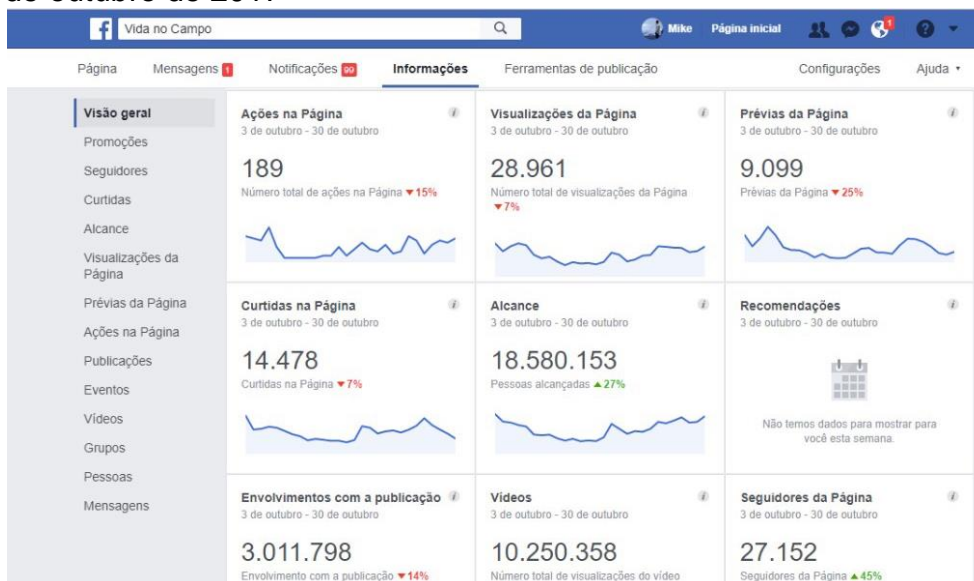 Vida no Campo
Mike Página inicial
1
Página Mensagens 1 Notificações 99 Informações Ferramentas de publicação Configurações Ajuda
Visão geral
Promoções
Seguidores
Curtidas
Alcance
Visualizações da
Página
Prévias da Página
Ações na Página
Publicações
Eventos
Vídeos
Grupos
Pessoas
Mensagens
Ações na Página
3 de outubro - 30 de outubro
189
Número total de ações na Página ▼15%
Visualizações da Página
3 de outubro - 30 de outubro
28.961
Número total de visualizações da Página
▼7%
Prévias da Página
3 de outubro - 30 de outubro
9.099
Prévias da Página ▼25%
Curtidas na Página
3 de outubro - 30 de outubro
14.478
Curtidas na Página ▼7%
Alcance
3 de outubro - 30 de outubro
18.580.153
Pessoas alcançadas ▲27%
Recomendações
3 de outubro - 30 de outubro
Não temos dados para mostrar para
você esta semana.
Envolvimentos com a publicação
3 de outubro - 30 de outubro
3.011.798
Envolvimento com a publicação ▼14%
Vídeos
3 de outubro - 30 de outubro
10.250.358
Número total de visualizações do vídeo
Seguidores da Página
3 de outubro - 30 de outubro
27.152
Seguidores da Página ▲45%